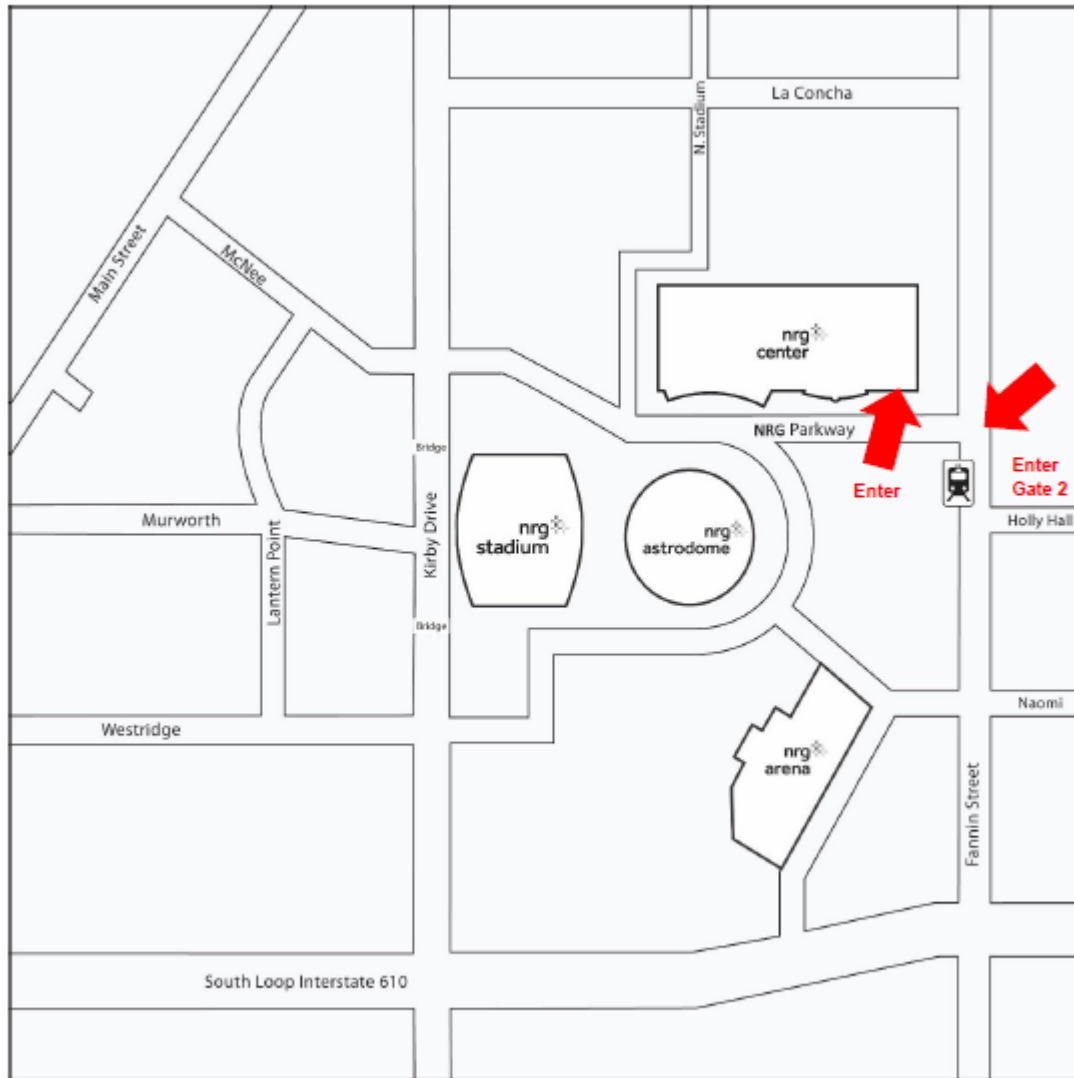 La Concha
N. Stadium
Main Street
McNee
nrg
center
NRG Parkway
Enter
Enter
Gate 2
Bridge
Murworth
Lantern Point
Kirby Drive
nrg
stadium
nrg
astrodome
Holly Hall
Bridge
Westridge
Naomi
nrg
arena
Fannin Street
South Loop Interstate 610